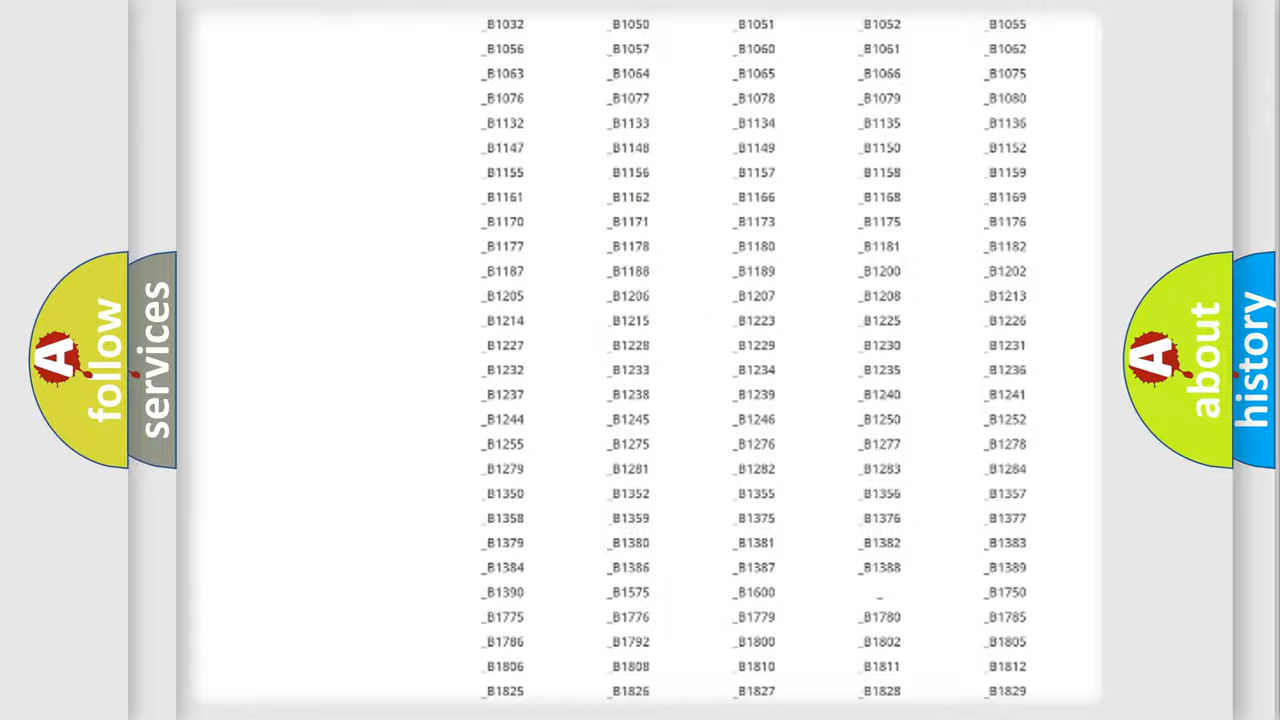 _B1032 _B1050 _B1051 _B1052 _B1055
_B1056 _B1057 _B1060 _B1061 _B1062
_B1063 _B1064 _B1065 _B1066 _B1075
_B1076 _B1077 _B1078 _B1079 _B1080
_B1132 _B1133 _B1134 _B1135 _B1136
_B1147 _B1148 _B1149 _B1150 _B1152
_B1155 _B1156 _B1157 _B1158 _B1159
_B1161 _B1162 _B1166 _B1168 _B1169
_B1170 _B1171 _B1173 _B1175 _B1176
_B1177 _B1178 _B1180 _B1181 _B1182
_B1187 _B1188 _B1189 _B1200 _B1202
_B1205 _B1206 _B1207 _B1208 _B1213
_B1214 _B1215 _B1223 _B1225 _B1226
_B1227 _B1228 _B1229 _B1230 _B1231
_B1232 _B1233 _B1234 _B1235 _B1236
_B1237 _B1238 _B1239 _B1240 _B1241
_B1244 _B1245 _B1246 _B1250 _B1252
_B1255 _B1275 _B1276 _B1277 _B1278
_B1279 _B1281 _B1282 _B1283 _B1284
_B1350 _B1352 _B1355 _B1356 _B1357
_B1358 _B1359 _B1375 _B1376 _B1377
_B1379 _B1380 _B1381 _B1382 _B1383
_B1384 _B1386 _B1387 _B1388 _B1389
_B1390 _B1575 _B1600 _ _B1750
_B1775 _B1776 _B1779 _B1780 _B1785
_B1786 _B1792 _B1800 _B1802 _B1805
_B1806 _B1808 _B1810 _B1811 _B1812
_B1825 _B1826 _B1827 _B1828 _B1829
A
follow
services
A
about
history